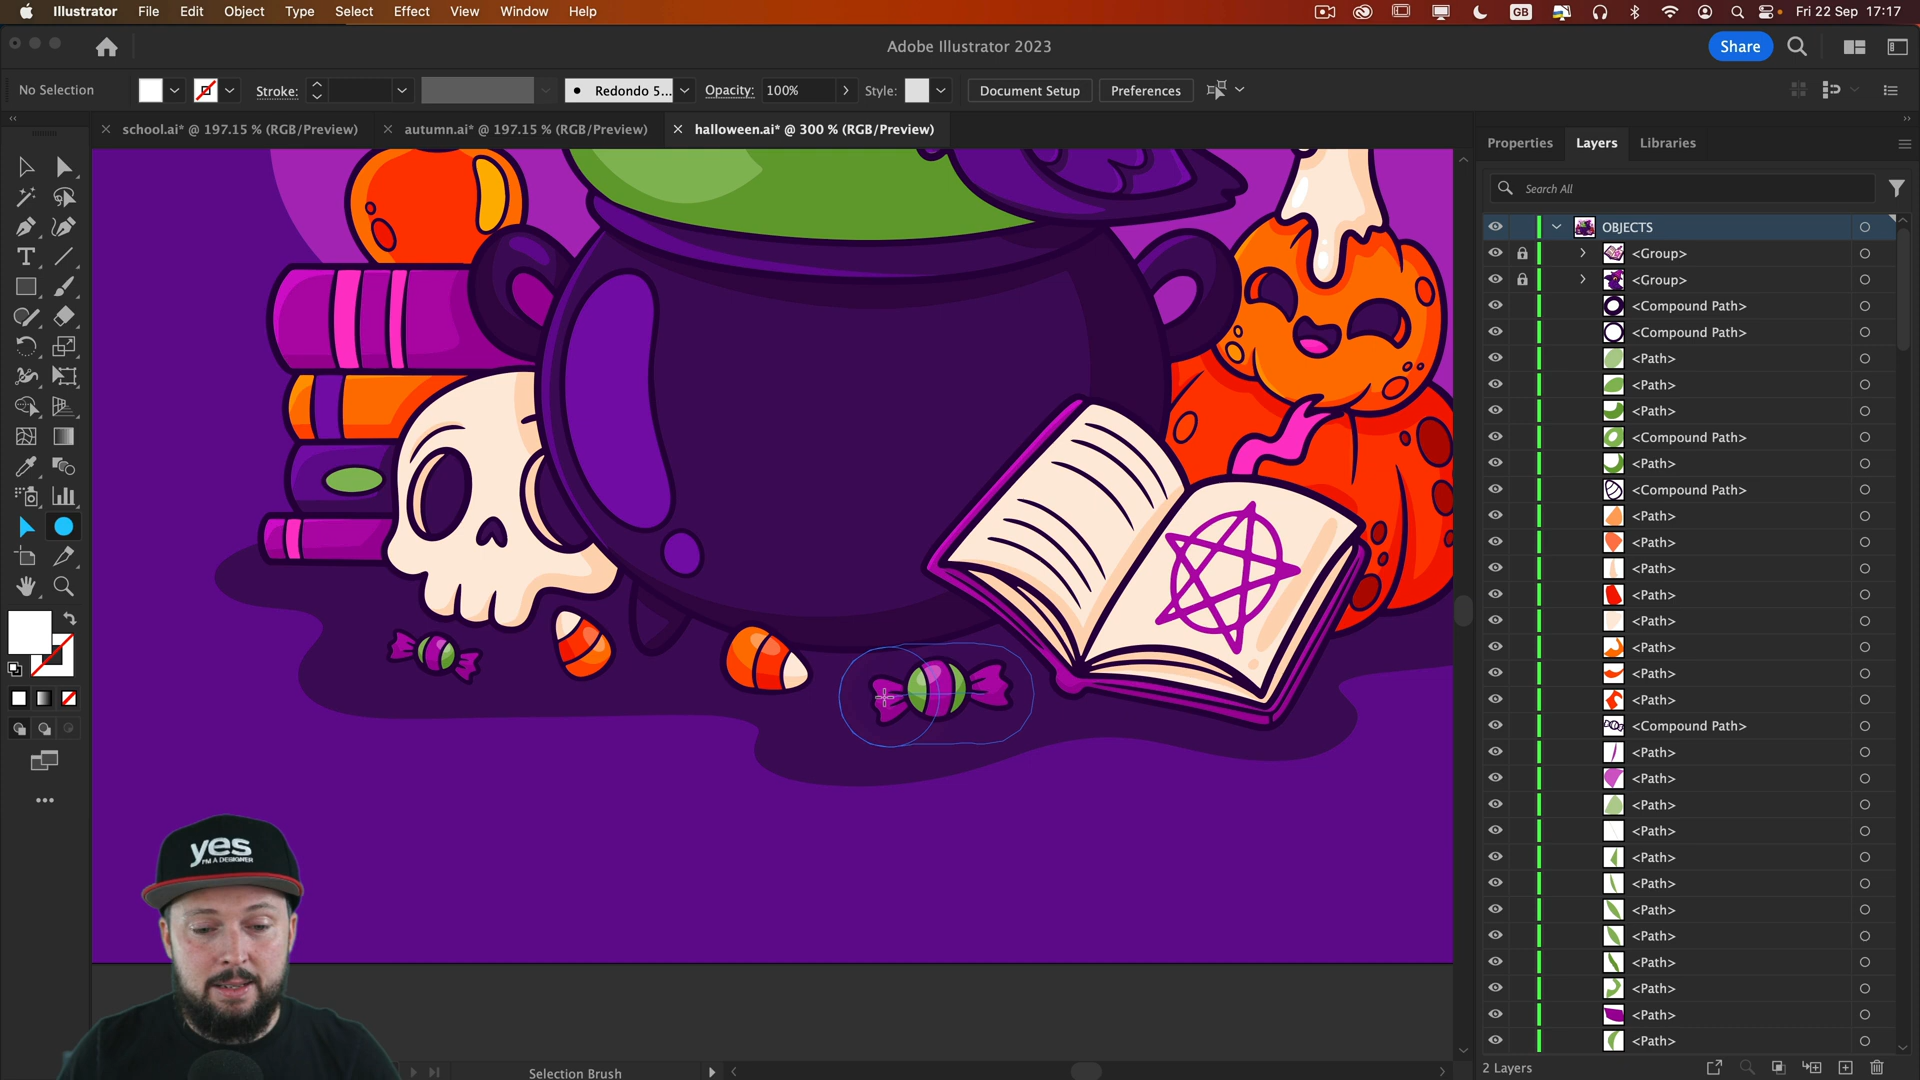 Illustrator File Edit Object Type Select Effect View Window Help GB Fri 22 Sep 17:17
Adobe Illustrator 2023 Share
No Selection Stroke: Redondo 5... Opacity: 100% Style: Document Setup Preferences
school.ai* @ 197.15 % (RGB/Preview) autumn.ai* @ 197.15 % (RGB/Preview) halloween.ai* @ 300 % (RGB/Preview)
Properties Layers Libraries
Search All
OBJECTS
<Group>
<Group>
<Compound Path>
<Compound Path>
<Path>
<Path>
<Path>
<Compound Path>
<Path>
<Compound Path>
<Path>
<Path>
<Path>
<Path>
<Path>
<Path>
<Path>
<Path>
<Compound Path>
<Path>
<Path>
<Path>
<Path>
<Path>
<Path>
<Path>
<Path>
<Path>
<Path>
<Path>
<Path>
yes
I'M A DESIGNER
Selection Brush
2 Layers